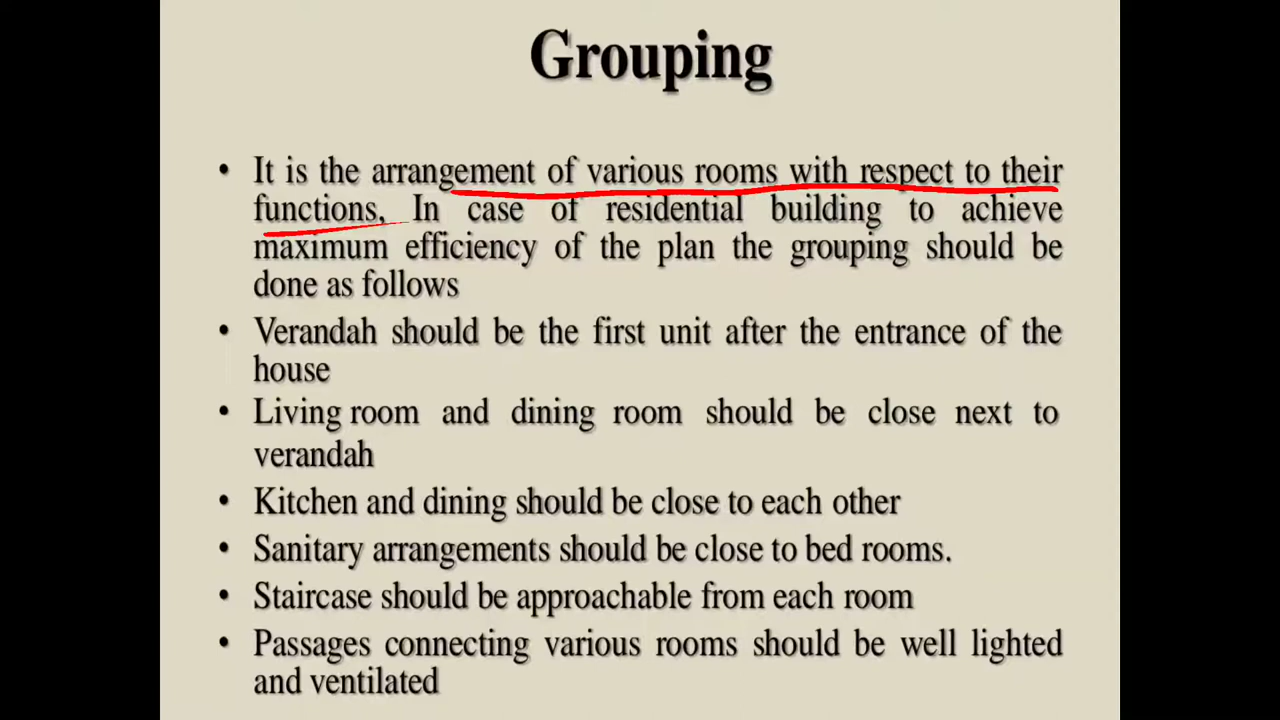 Grouping
• It is the arrangement of various rooms with respect to their
functions, In case of residential building to achieve
maximum efficiency of the plan the grouping should be
done as follows
• Verandah should be the first unit after the entrance of the
house
• Living room and dining room should be close next to
verandah
• Kitchen and dining should be close to each other
• Sanitary arrangements should be close to bed rooms.
• Staircase should be approachable from each room
• Passages connecting various rooms should be well lighted
and ventilated